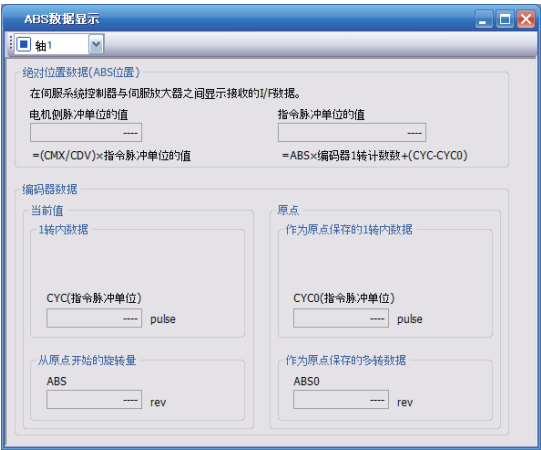 ABS数据显示
轴1
绝对位置数据(ABS位置)
在伺服系统控制器与伺服放大器之间显示接收的I/F数据。
电机侧脉冲单位的值
指令脉冲单位的值
----
----
=(CMX/CDV)×指令脉冲单位的值
=ABS×编码器1转计数数+(CYC-CYC0)
编码器数据
当前值
原点
1转内数据
作为原点保存的1转内数据
CYC(指令脉冲单位)
CYC0(指令脉冲单位)
---- pulse
---- pulse
从原点开始的旋转量
作为原点保存的多转数据
ABS
ABS0
---- rev
---- rev